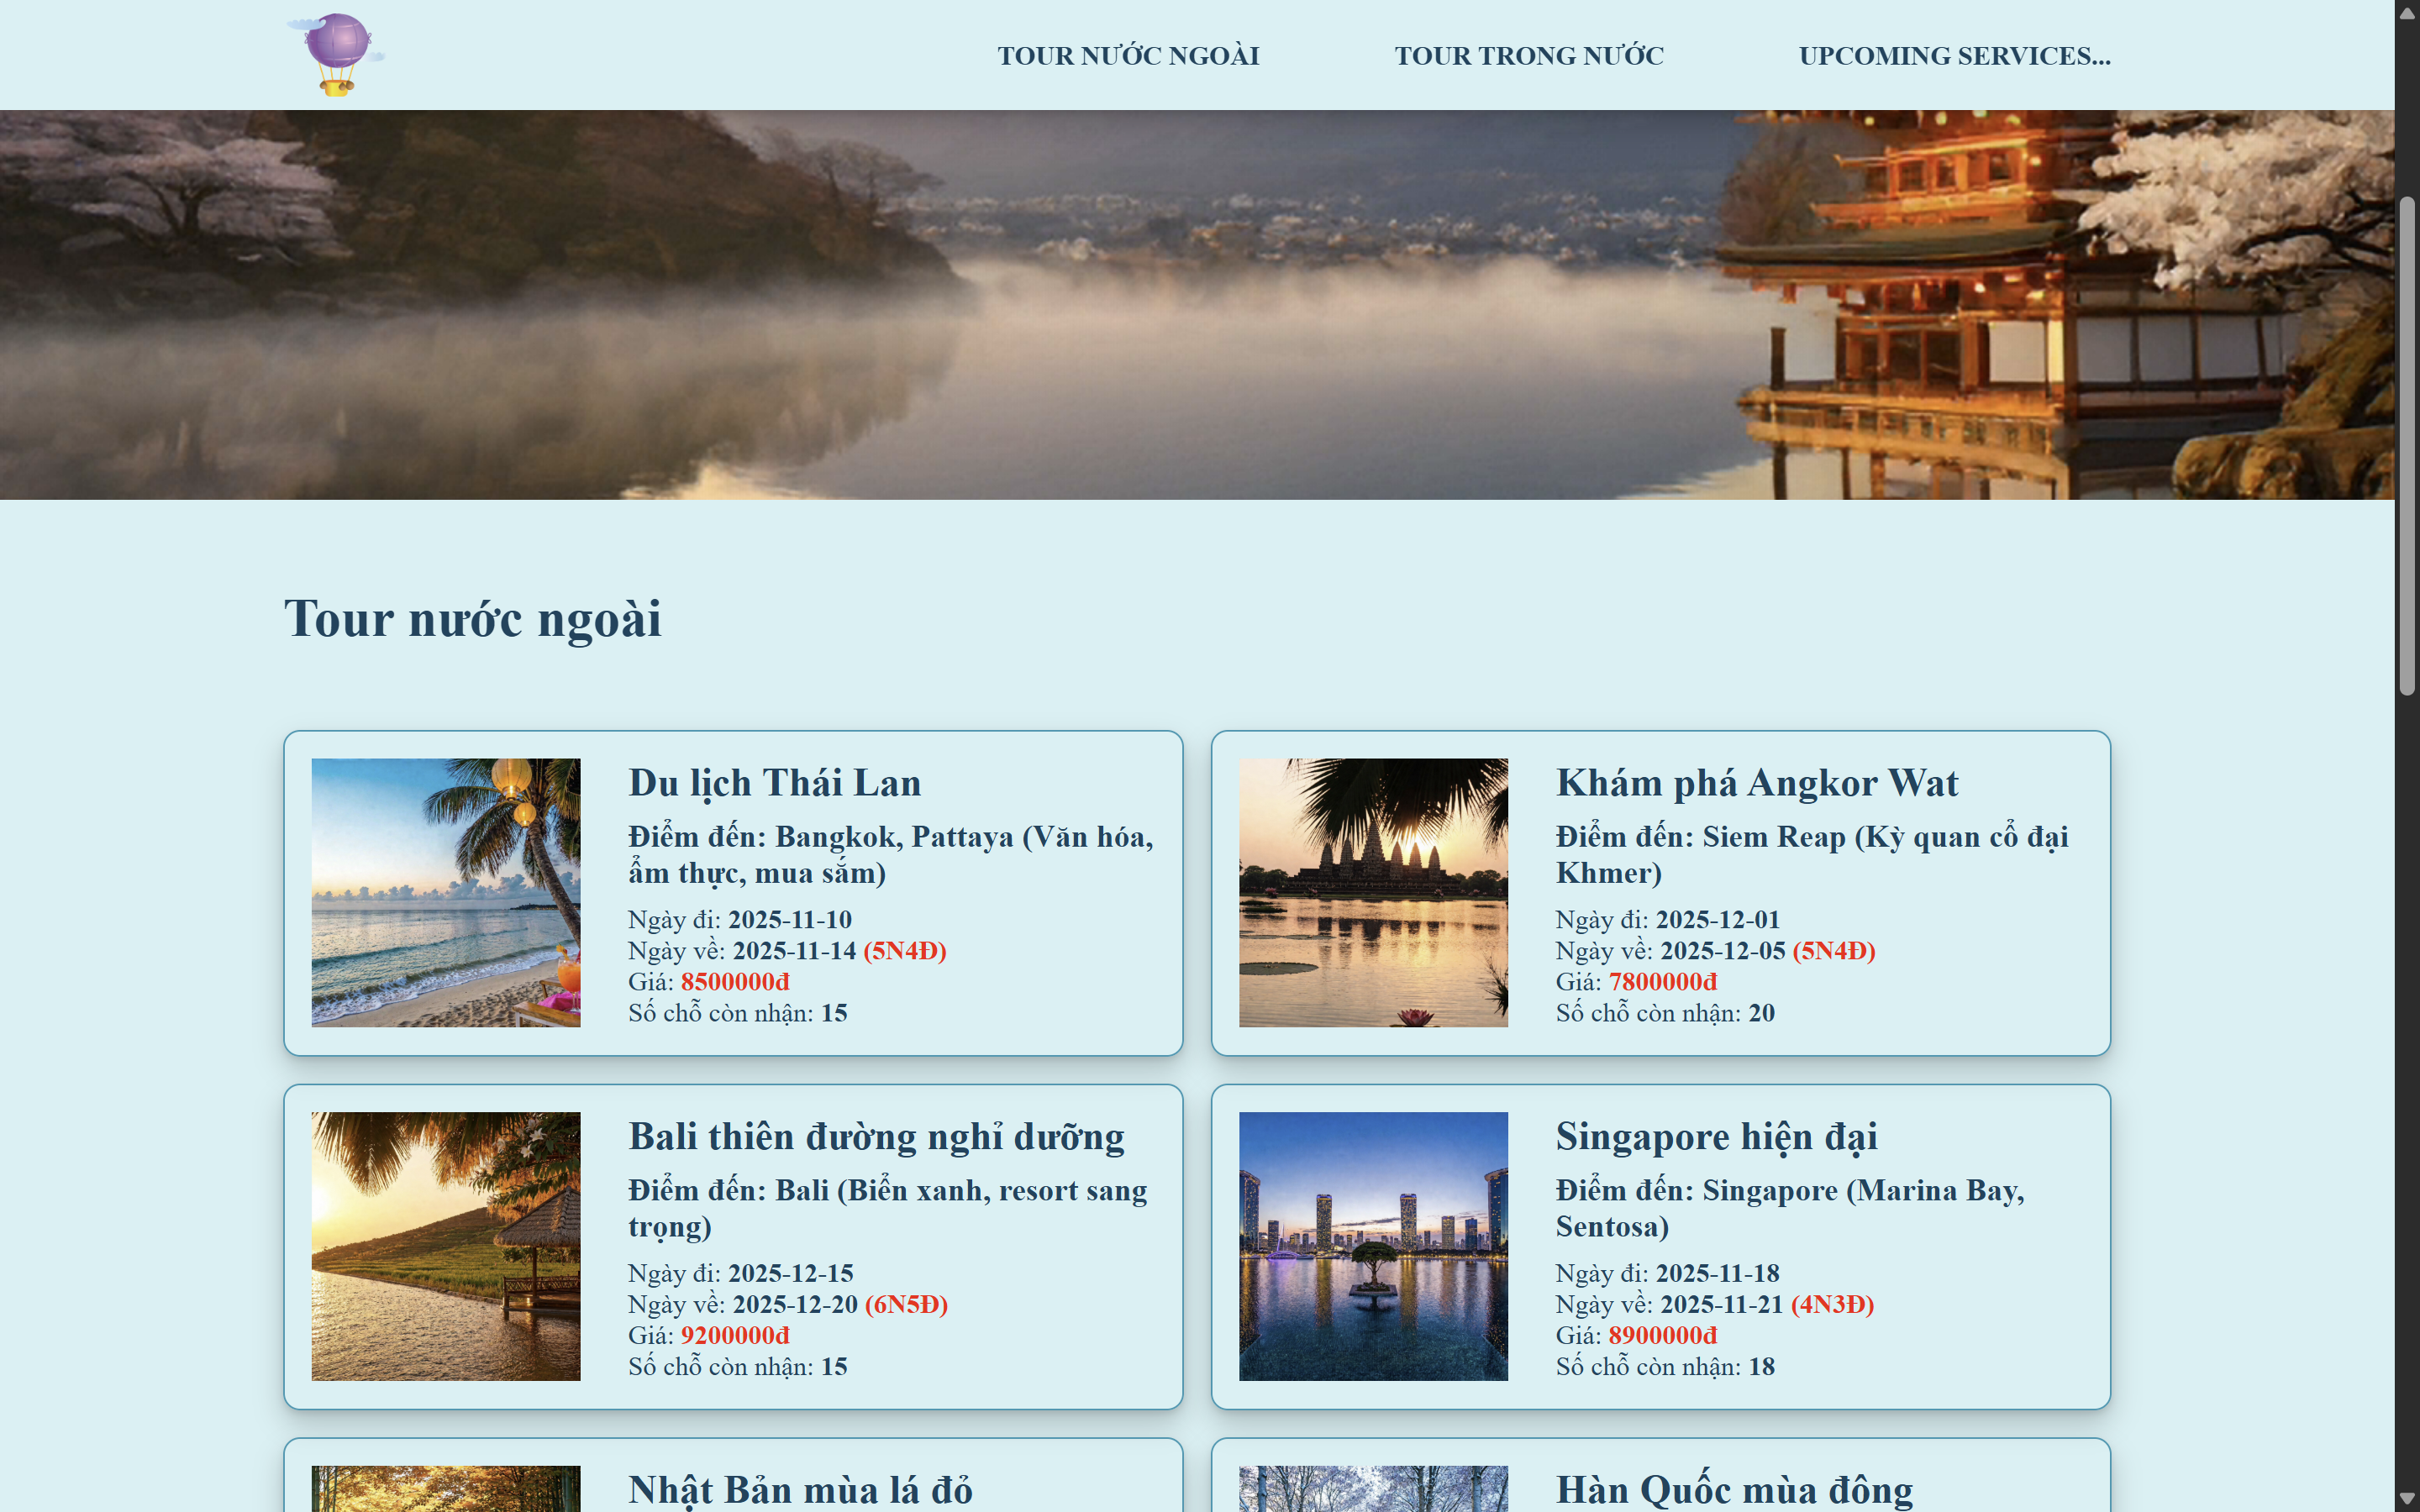 TOUR NƯỚC NGOÀI
TOUR TRONG NƯỚC
UPCOMING SERVICES...
Tour nước ngoài
Du lịch Thái Lan
Điểm đến: Bangkok, Pattaya (Văn hóa,
ẩm thực, mua sắm)
Ngày đi: 2025-11-10
Ngày về: 2025-11-14 (5N4Đ)
Giá: 8500000đ
Số chỗ còn nhận: 15
Khám phá Angkor Wat
Điểm đến: Siem Reap (Kỳ quan cổ đại
Khmer)
Ngày đi: 2025-12-01
Ngày về: 2025-12-05 (5N4Đ)
Giá: 7800000đ
Số chỗ còn nhận: 20
Bali thiên đường nghỉ dưỡng
Điểm đến: Bali (Biển xanh, resort sang
trọng)
Ngày đi: 2025-12-15
Ngày về: 2025-12-20 (6N5Đ)
Giá: 9200000đ
Số chỗ còn nhận: 15
Singapore hiện đại
Điểm đến: Singapore (Marina Bay,
Sentosa)
Ngày đi: 2025-11-18
Ngày về: 2025-11-21 (4N3Đ)
Giá: 8900000đ
Số chỗ còn nhận: 18
Nhật Bản mùa lá đỏ
Hàn Quốc mùa đông